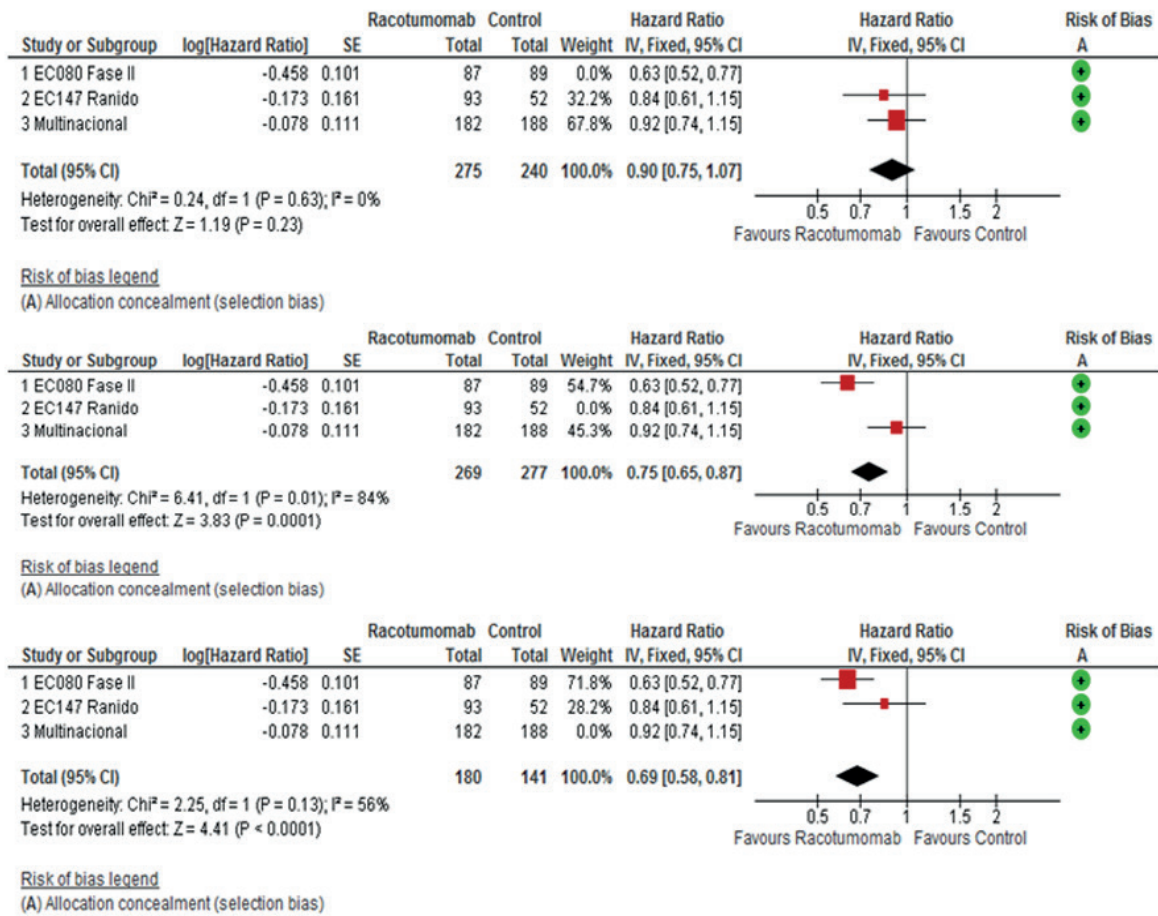 Racotumomab Control Hazard Ratio Hazard Ratio Risk of Bias
Study or Subgroup log[Hazard Ratio] SE Total Total Weight IV, Fixed, 95% CI IV, Fixed, 95% CI A
1 EC080 Fase II -0.458 0.101 87 89 0.0% 0.63 [0.52, 0.77] +
2 EC147 Ranido -0.173 0.161 93 52 32.2% 0.84 [0.61, 1.15] +
3 Multinacional -0.078 0.111 182 188 67.8% 0.92 [0.74, 1.15] +
Total (95% CI) 275 240 100.0% 0.90 [0.75, 1.07]
Heterogeneity: Chi² = 0.24, df = 1 (P = 0.63); I² = 0%
Test for overall effect: Z = 1.19 (P = 0.23)
0.5 0.7 1 1.5 2
Favours Racotumomab Favours Control
Risk of bias legend
(A) Allocation concealment (selection bias)
Racotumomab Control Hazard Ratio Hazard Ratio Risk of Bias
Study or Subgroup log[Hazard Ratio] SE Total Total Weight IV, Fixed, 95% CI IV, Fixed, 95% CI A
1 EC080 Fase II -0.458 0.101 87 89 54.7% 0.63 [0.52, 0.77] +
2 EC147 Ranido -0.173 0.161 93 52 0.0% 0.84 [0.61, 1.15] +
3 Multinacional -0.078 0.111 182 188 45.3% 0.92 [0.74, 1.15] +
Total (95% CI) 269 277 100.0% 0.75 [0.65, 0.87]
Heterogeneity: Chi² = 6.41, df = 1 (P = 0.01); I² = 84%
Test for overall effect: Z = 3.83 (P = 0.0001)
0.5 0.7 1 1.5 2
Favours Racotumomab Favours Control
Risk of bias legend
(A) Allocation concealment (selection bias)
Racotumomab Control Hazard Ratio Hazard Ratio Risk of Bias
Study or Subgroup log[Hazard Ratio] SE Total Total Weight IV, Fixed, 95% CI IV, Fixed, 95% CI A
1 EC080 Fase II -0.458 0.101 87 89 71.8% 0.63 [0.52, 0.77] +
2 EC147 Ranido -0.173 0.161 93 52 28.2% 0.84 [0.61, 1.15] +
3 Multinacional -0.078 0.111 182 188 0.0% 0.92 [0.74, 1.15] +
Total (95% CI) 180 141 100.0% 0.69 [0.58, 0.81]
Heterogeneity: Chi² = 2.25, df = 1 (P = 0.13); I² = 56%
Test for overall effect: Z = 4.41 (P < 0.0001)
0.5 0.7 1 1.5 2
Favours Racotumomab Favours Control
Risk of bias legend
(A) Allocation concealment (selection bias)